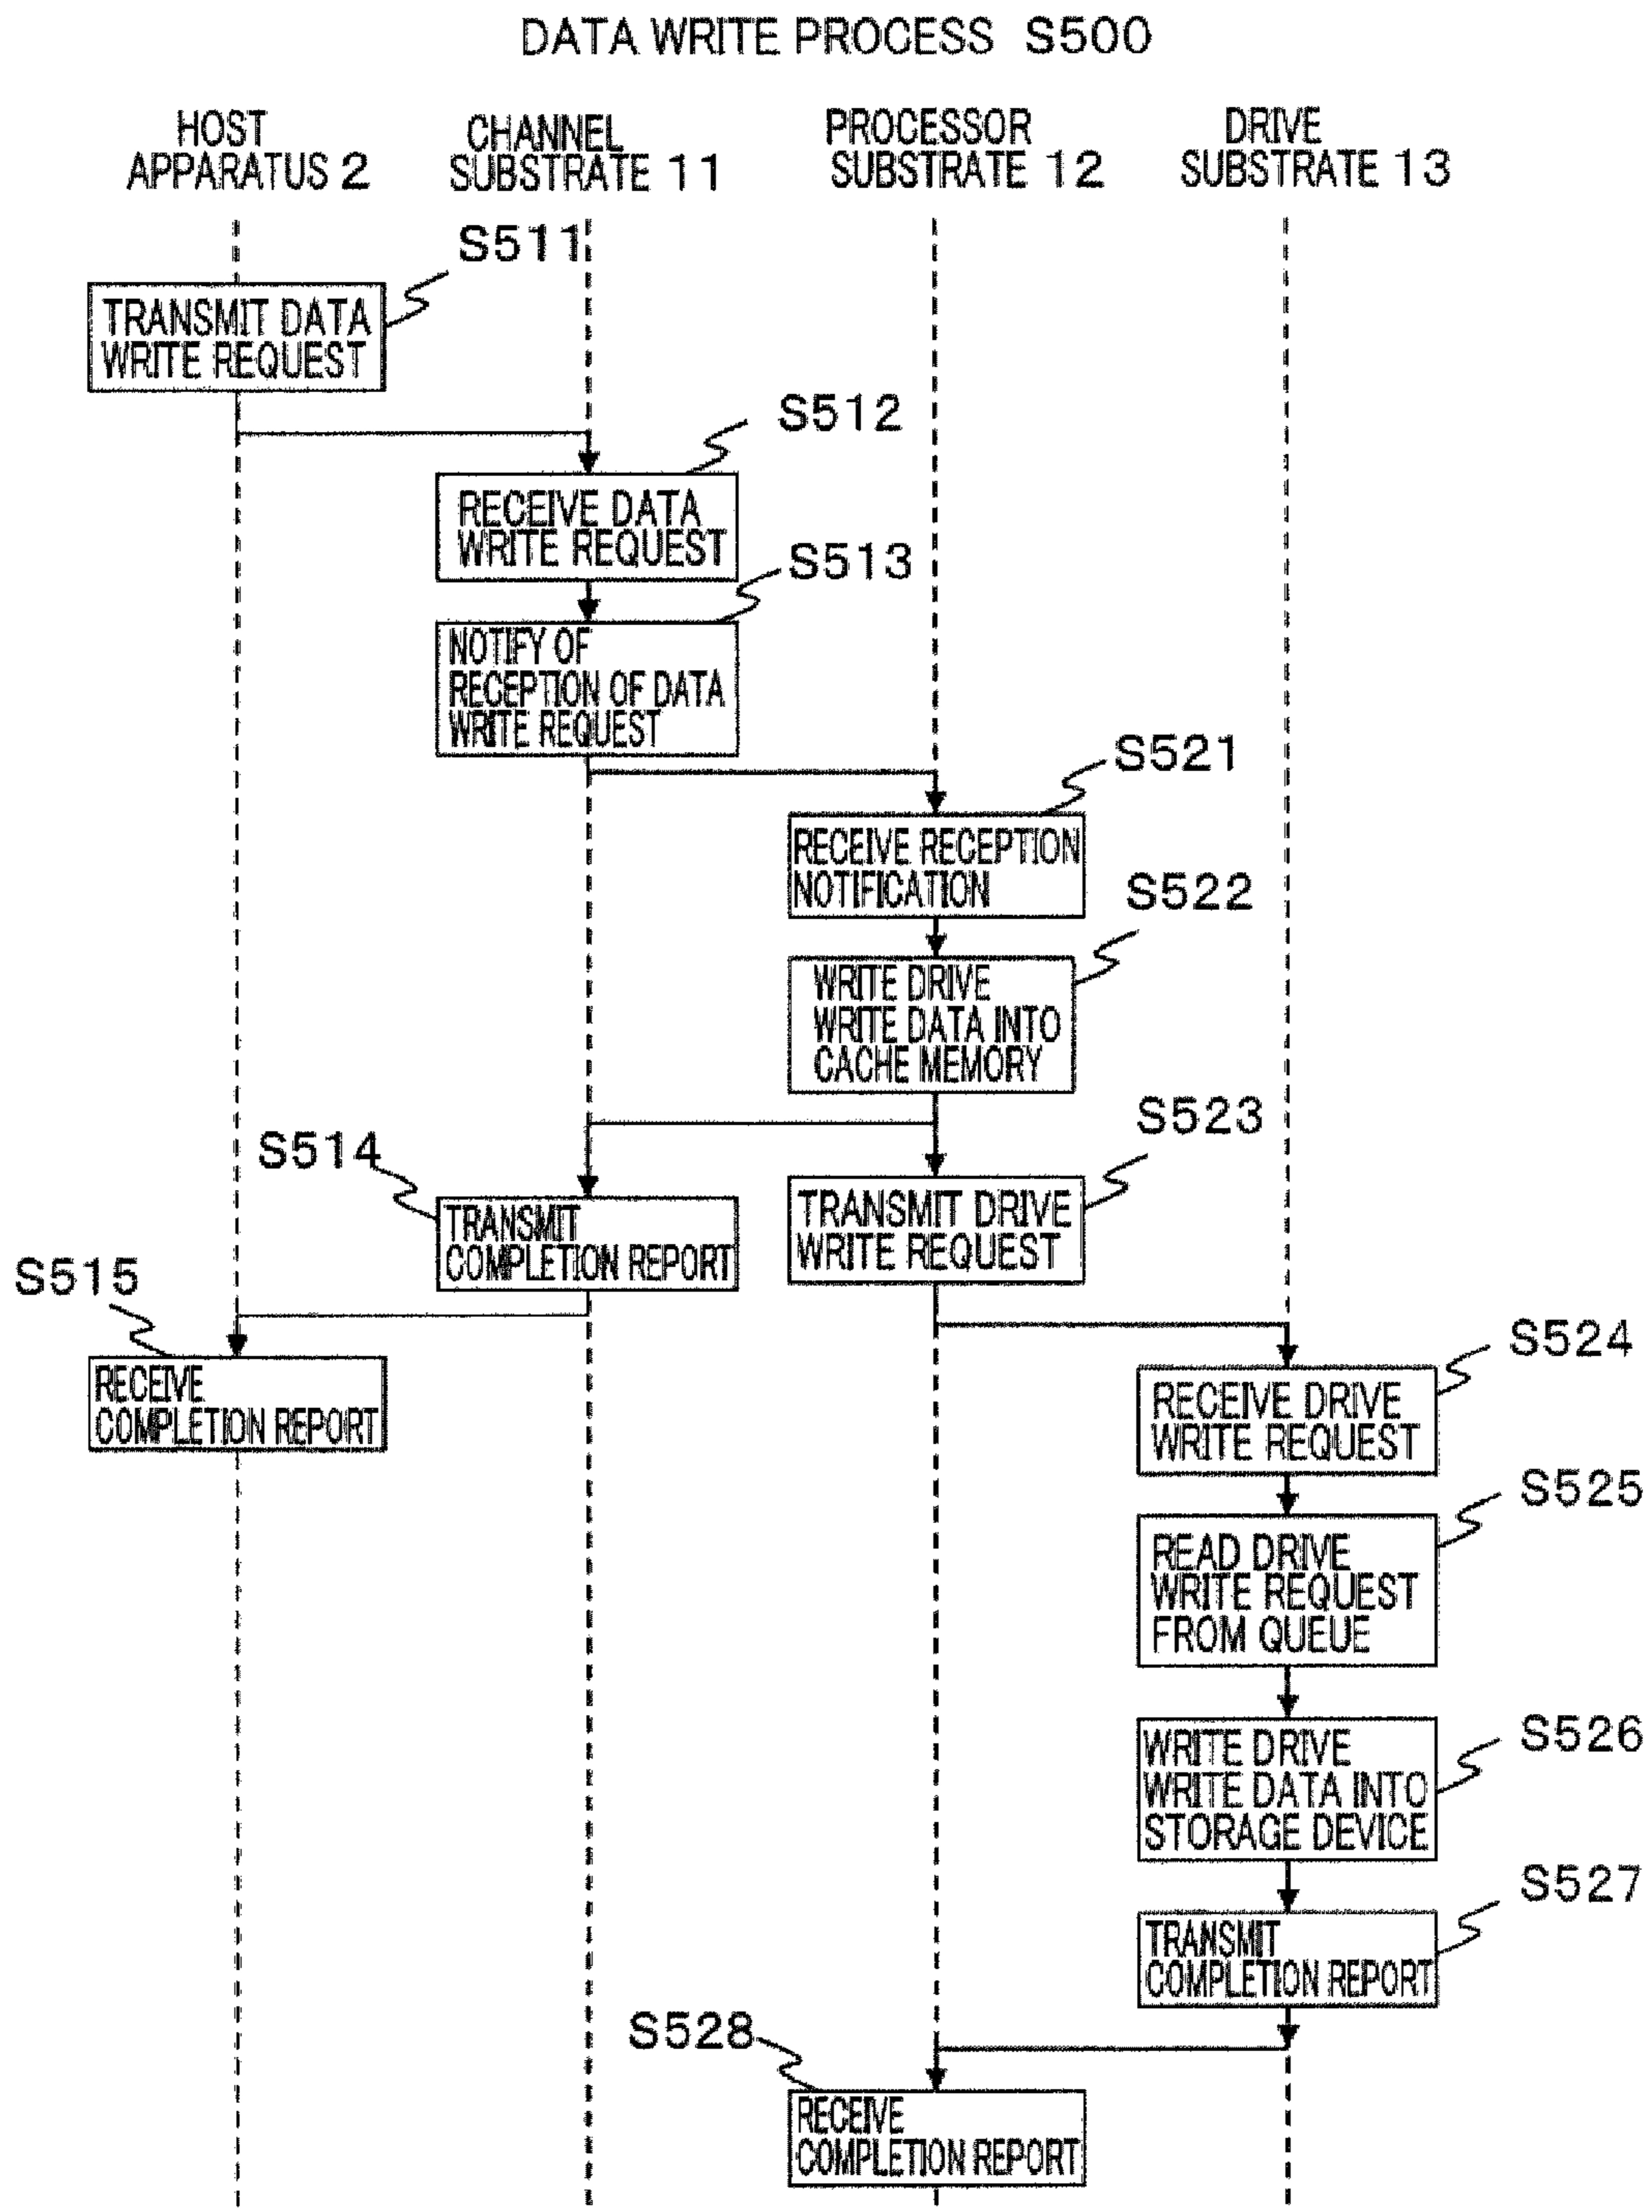 DATA WRITE PROCESS S500
HOST
APPARATUS 2
CHANNEL
SUBSTRATE 11
PROCESSOR
SUBSTRATE 12
DRIVE
SUBSTRATE 13
S511
TRANSMIT DATA
WRITE REQUEST
S512
RECEIVE DATA
WRITE REQUEST
S513
NOTIFY OF
RECEPTION OF DATA
WRITE REQUEST
S521
RECEIVE RECEPTION
NOTIFICATION
S522
WRITE DRIVE
WRITE DATA INTO
CACHE MEMORY
S514
TRANSMIT
COMPLETION REPORT
S523
TRANSMIT DRIVE
WRITE REQUEST
S515
RECEIVE
COMPLETION REPORT
S524
RECEIVE DRIVE
WRITE REQUEST
S525
READ DRIVE
WRITE REQUEST
FROM QUEUE
S526
WRITE DRIVE
WRITE DATA INTO
STORAGE DEVICE
S527
TRANSMIT
COMPLETION REPORT
S528
RECEIVE
COMPLETION REPORT